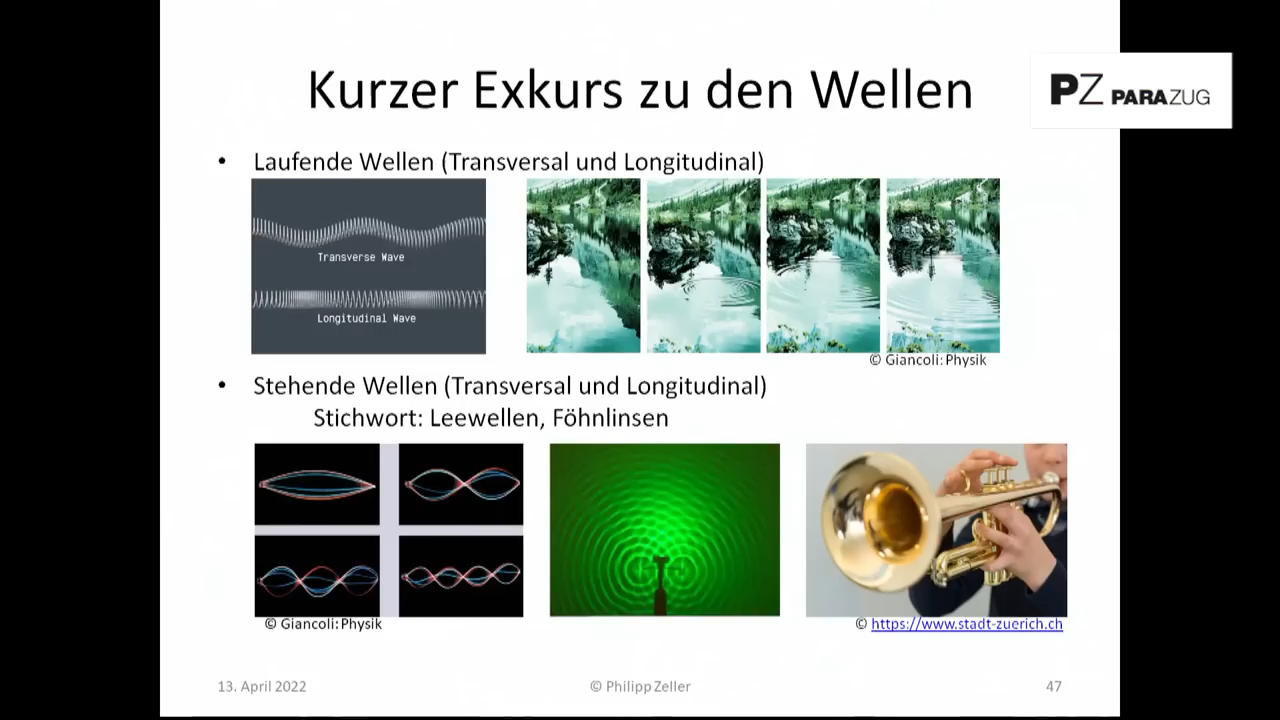 Kurzer Exkurs zu den Wellen
PZ PARAZUG
• Laufende Wellen (Transversal und Longitudinal)
Transverse Wave
Longitudinal Wave
© Giancoli: Physik
• Stehende Wellen (Transversal und Longitudinal)
Stichwort: Leewellen, Föhnlinsen
© Giancoli: Physik
© https://www.stadt-zuerich.ch
13. April 2022
© Philipp Zeller
47